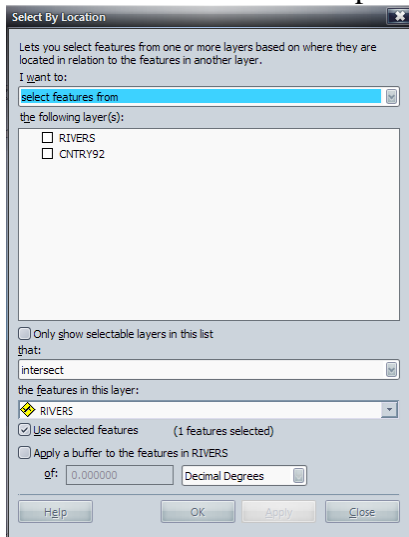 Select By Location
Lets you select features from one or more layers based on where they are
located in relation to the features in another layer.
I want to:
select features from
the following layer(s):
RIVERS
CNTRY92
Only show selectable layers in this list
that:
intersect
the features in this layer:
RIVERS
Use selected features (1 features selected)
Apply a buffer to the features in RIVERS
of: 0.000000 Decimal Degrees
Help OK Apply Close